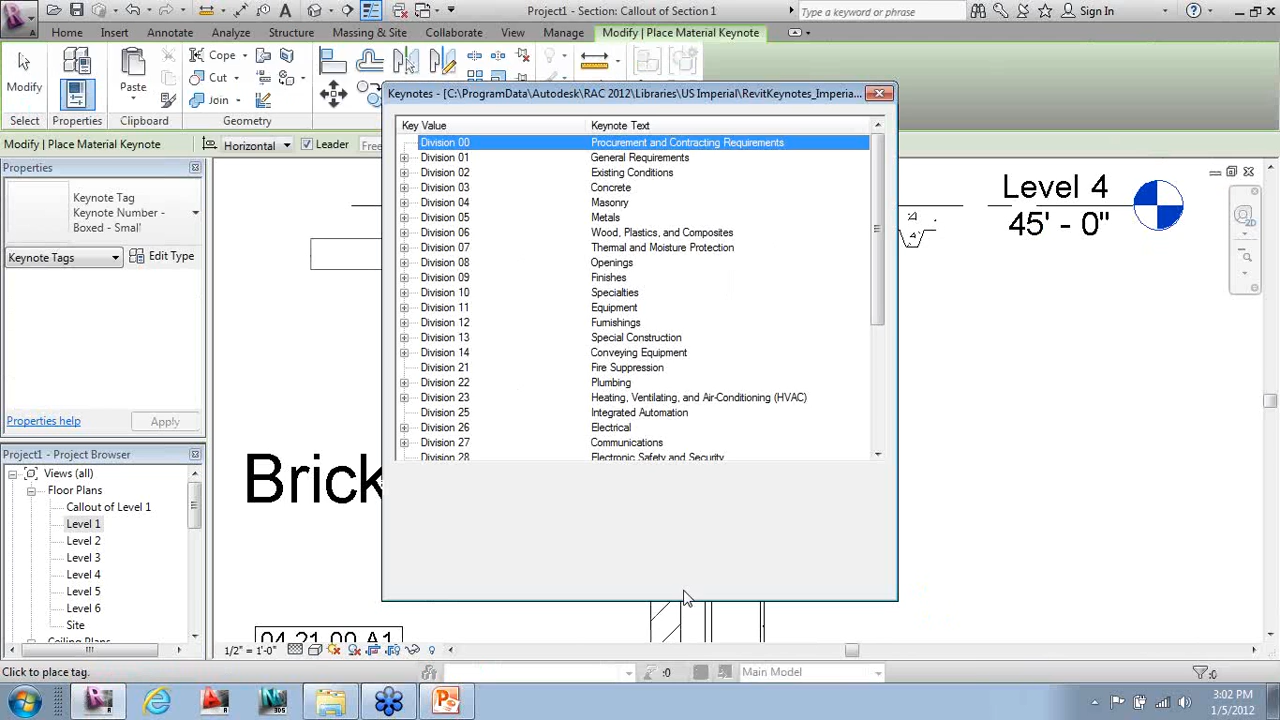 Project1 - Section: Callout of Section 1
Type a keyword or phrase
Sign In
Home Insert Annotate Analyze Structure Massing & Site Collaborate View Manage Modify | Place Material Keynote
Modify
Paste
Cope
Cut
Join
Select Properties Clipboard Geometry
Modify | Place Material Keynote
Horizontal
Leader
Free
Properties
Keynote Tag
Keynote Number -
Boxed - Small
Keynote Tags
Edit Type
Properties help
Apply
Project1 - Project Browser
Views (all)
Floor Plans
Callout of Level 1
Level 1
Level 2
Level 3
Level 4
Level 5
Level 6
Site
Ceiling Plans
Keynotes - [C:\ProgramData\Autodesk\RAC 2012\Libraries\US Imperial\RevitKeynotes_Imperia...
Key Value Keynote Text
Division 00 Procurement and Contracting Requirements
Division 01 General Requirements
Division 02 Existing Conditions
Division 03 Concrete
Division 04 Masonry
Division 05 Metals
Division 06 Wood, Plastics, and Composites
Division 07 Thermal and Moisture Protection
Division 08 Openings
Division 09 Finishes
Division 10 Specialties
Division 11 Equipment
Division 12 Furnishings
Division 13 Special Construction
Division 14 Conveying Equipment
Division 21 Fire Suppression
Division 22 Plumbing
Division 23 Heating, Ventilating, and Air-Conditioning (HVAC)
Division 25 Integrated Automation
Division 26 Electrical
Division 27 Communications
Division 28 Electronic Safety and Security
Level 4
45' - 0"
2D
Brick
04 21 00.A1
1/2" = 1'-0"
Click to place tag.
:0
Main Model
:0
3:02 PM
1/5/2012